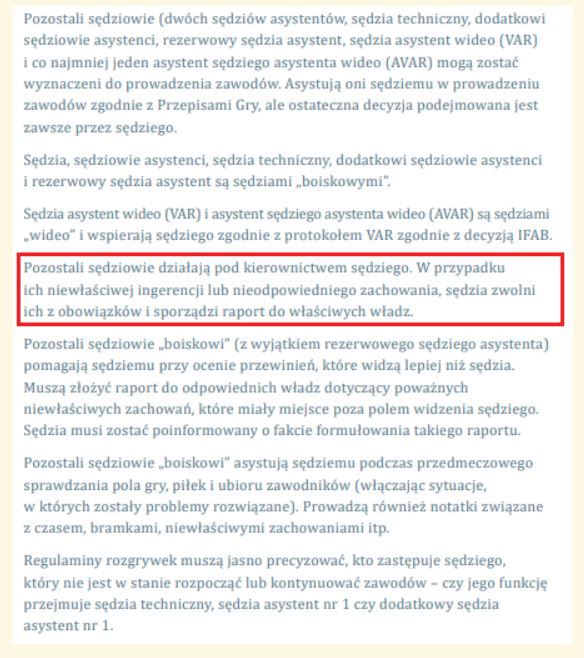 Pozostali sędziowie (dwóch sędziów asystentów, sędzia techniczny, dodatkowi
sędziowie asystenci, rezerwowy sędzia asystent, sędzia asystent wideo (VAR)
i co najmniej jeden asystent sędziego asystenta wideo (AVAR) mogą zostać
wyznaczeni do prowadzenia zawodów. Asystują oni sędziemu w prowadzeniu
zawodów zgodnie z Przepisami Gry, ale ostateczna decyzja podejmowana jest
zawsze przez sędziego.
Sędzia, sędziowie asystenci, sędzia techniczny, dodatkowi sędziowie asystenci
i rezerwowy sędzia asystent są sędziami „boiskowymi”.
Sędzia asystent wideo (VAR) i asystent sędziego asystenta wideo (AVAR) są sędziami
„wideo” i wspierają sędziego zgodnie z protokołem VAR zgodnie z decyzją IFAB.
Pozostali sędziowie działają pod kierownictwem sędziego. W przypadku
ich niewłaściwej ingerencji lub nieodpowiedniego zachowania, sędzia zwolni
ich z obowiązków i sporządzi raport do właściwych władz.
Pozostali sędziowie „boiskowi” (z wyjątkiem rezerwowego sędziego asystenta)
pomagają sędziemu przy ocenie przewinień, które widzą lepiej niż sędzia.
Muszą złożyć raport do odpowiednich władz dotyczący poważnych
niewłaściwych zachowań, które miały miejsce poza polem widzenia sędziego.
Sędzia musi zostać poinformowany o fakcie formułowania takiego raportu.
Pozostali sędziowie „boiskowi” asystują sędziemu podczas przedmeczowego
sprawdzania pola gry, piłek i ubioru zawodników (włączając sytuacje,
w których zostały problemy rozwiązane). Prowadzą również notatki związane
z czasem, bramkami, niewłaściwymi zachowaniami itp.
Regulaminy rozgrywek muszą jasno precyzować, kto zastępuje sędziego,
który nie jest w stanie rozpocząć lub kontynuować zawodów – czy jego funkcję
przejmuje sędzia techniczny, sędzia asystent nr 1 czy dodatkowy sędzia
asystent nr 1.